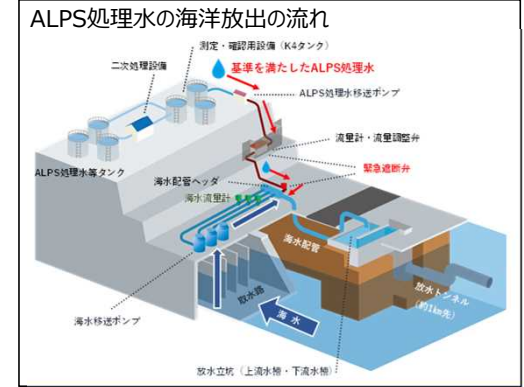 ALPS処理水の海洋放出の流れ
測定・確認用設備（K4タンク）
二次処理設備
基準を満たしたALPS処理水
ALPS処理水移送ポンプ
流量計・流量調整弁
ALPS処理水等タンク
緊急遮断弁
海水配管ヘッダ
海水流量計
海水配管
放水トンネル
（約1km先）
取水路
海水
海水移送ポンプ
放水立坑（上流水槽・下流水槽）